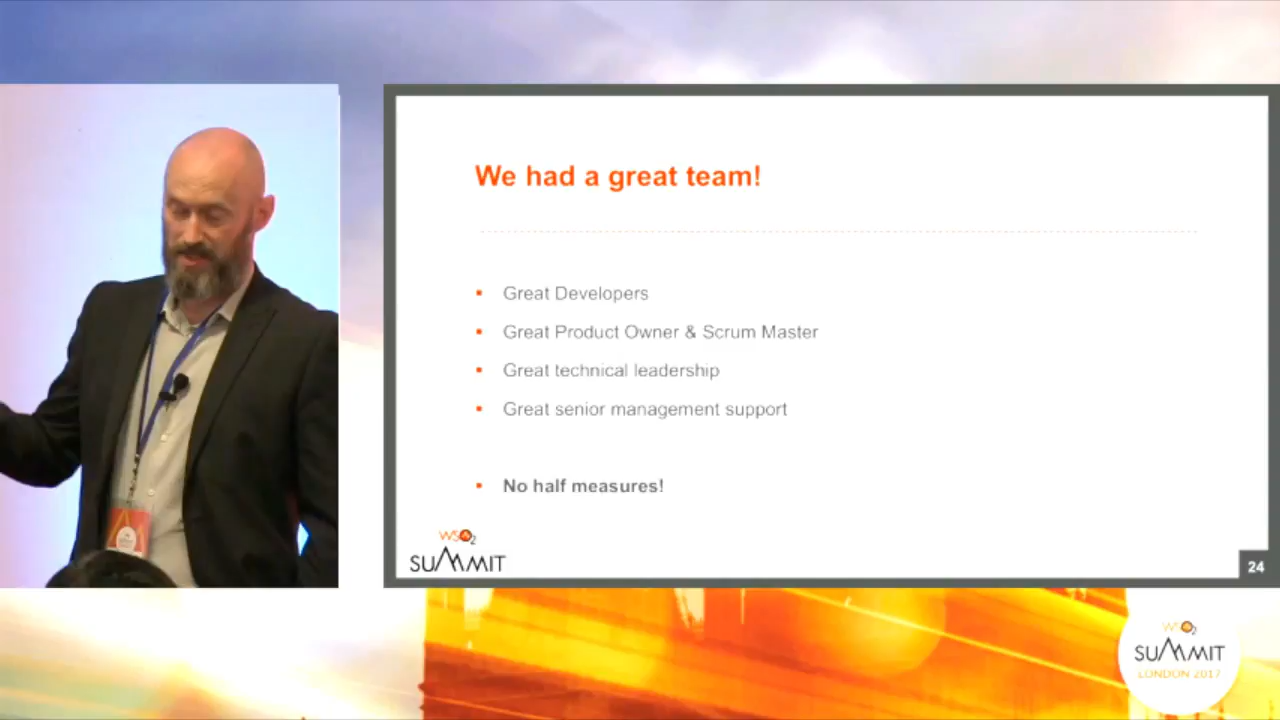 We had a great team!
Great Developers
Great Product Owner & Scrum Master
Great technical leadership
Great senior management support
No half measures!
WSO2
SUMMIT
24
WSO2
SUMMIT
LONDON 2017